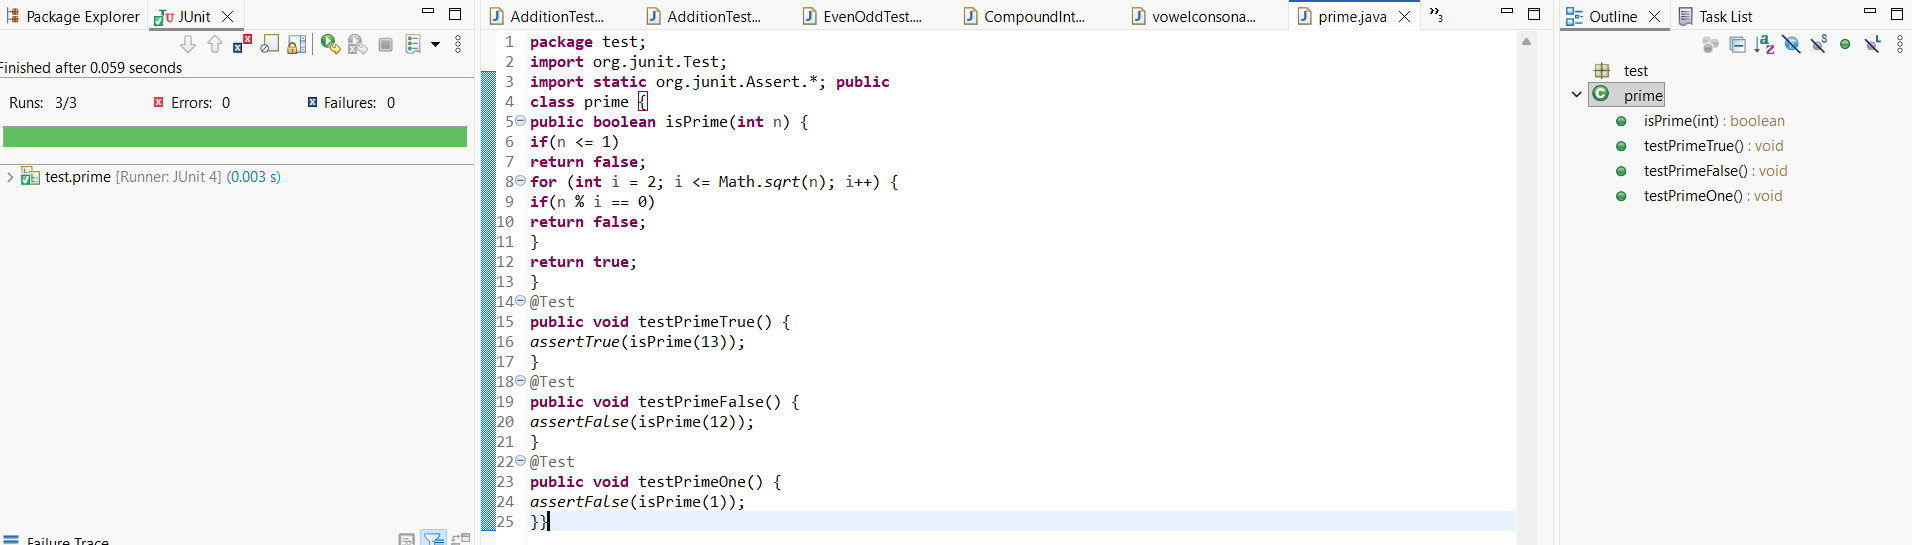 Package Explorer
JUnit
Finished after 0.059 seconds
Runs: 3/3
Errors: 0
Failures: 0
test.prime [Runner: JUnit 4] (0.003 s)
Failure Trace
AdditionTest...
AdditionTest...
EvenOddTest....
CompoundInt...
vowelconsona...
prime.java
»3
1 package test;
2 import org.junit.Test;
3 import static org.junit.Assert.*; public
4 class prime {
5 public boolean isPrime(int n) {
6 if(n <= 1)
7 return false;
8 for (int i = 2; i <= Math.sqrt(n); i++) {
9 if(n % i == 0)
10 return false;
11 }
12 return true;
13 }
14 @Test
15 public void testPrimeTrue() {
16 assertTrue(isPrime(13));
17 }
18 @Test
19 public void testPrimeFalse() {
20 assertFalse(isPrime(12));
21 }
22 @Test
23 public void testPrimeOne() {
24 assertFalse(isPrime(1));
25 }}
Outline
Task List
test
prime
isPrime(int) : boolean
testPrimeTrue() : void
testPrimeFalse() : void
testPrimeOne() : void